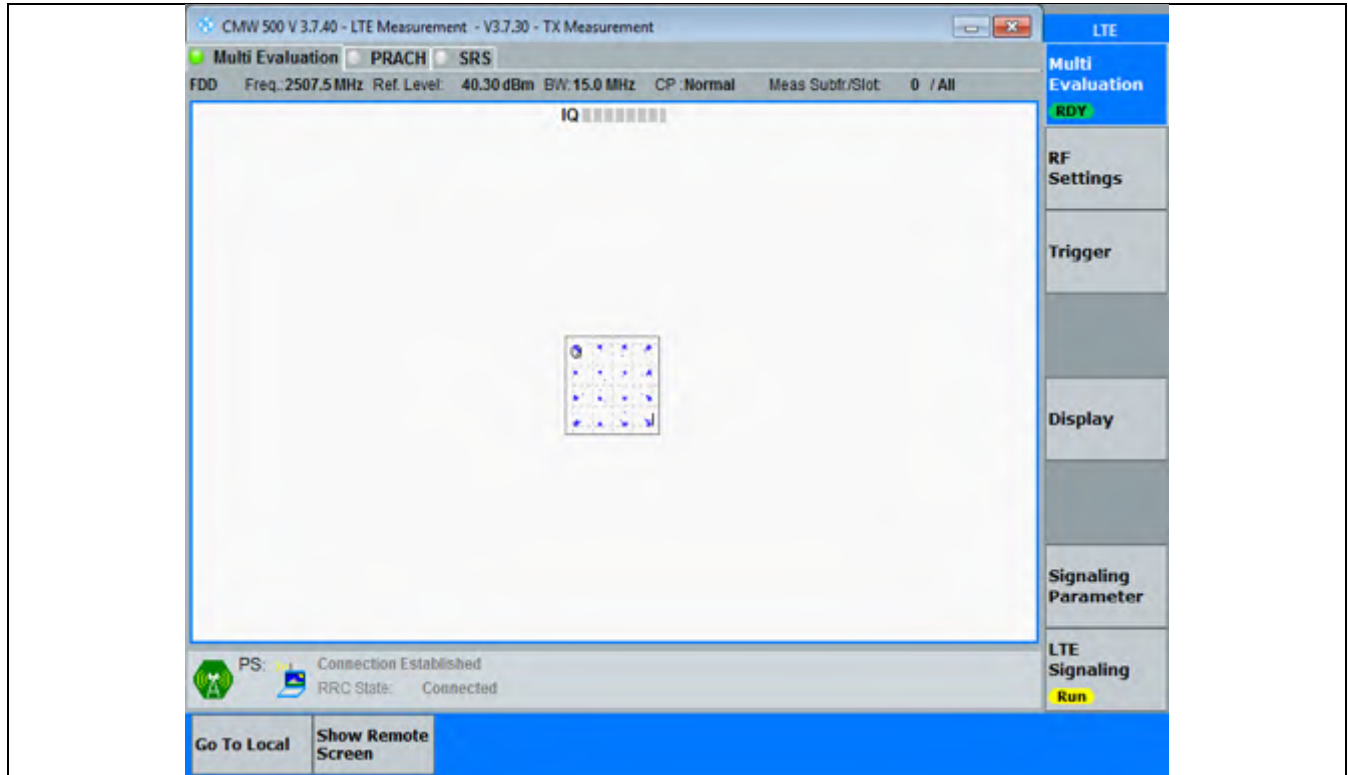 CMW 500 V 3.7.40 - LTE Measurement - V3.7.30 - TX Measurement
LTE
Multi Evaluation PRACH SRS
FDD Freq.:2507.5 MHz Ref. Level: 40.30 dBm BW:15.0 MHz CP :Normal Meas Subfr./Slot: 0 / All
IQ
Multi
Evaluation
RDY
RF
Settings
Trigger
Display
Signaling
Parameter
LTE
Signaling
Run
PS: Connection Established
RRC State: Connected
Go To Local
Show Remote
Screen